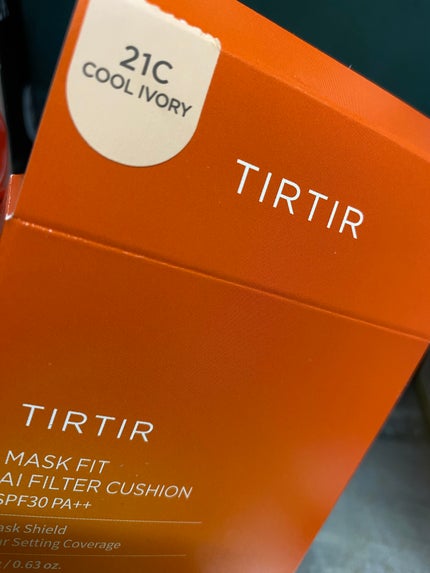 21C
COOL IVORY
TIRTIR
TIRTIR
MASK FIT
AI FILTER CUSHION
SPF30 PA++
Shield
Setting Coverage
/ 0.63 oz.